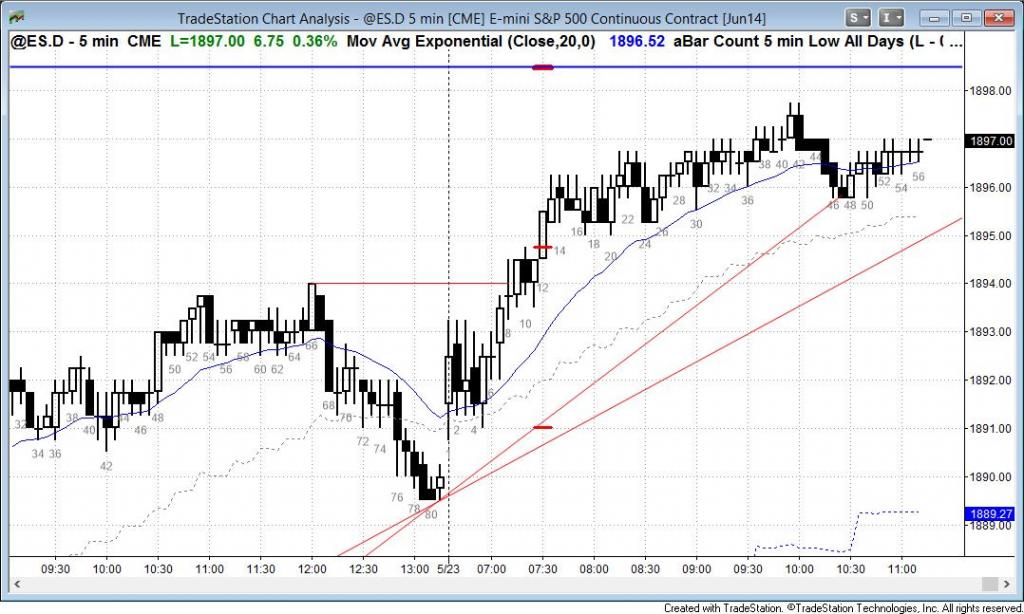 TradeStation Chart Analysis - @ES.D 5 min [CME] E-mini S&P 500 Continuous Contract [Jun14]
S I
@ES.D - 5 min CME L=1897.00 6.75 0.36% Mov Avg Exponential (Close,20,0) 1896.52 aBar Count 5 min Low All Days (L - ( ...
1898.00
1897.00
1896.00
1895.00
1894.00
1893.00
1892.00
1891.00
1890.00
1889.27
1889.00
38 40 42 44
32 34 36
28 30
52 54 56
46 48 50
22 24 26
16 18 20
14
12
10
8
6
2 4
1
32 34 36 38 40 42 44 46 48
50 52 54 56 58 60 62 64 66
68 70 72 74 76 78 80
09:30 10:00 10:30 11:00 11:30 12:00 12:30 13:00 5/23 07:00 07:30 08:00 08:30 09:00 09:30 10:00 10:30 11:00
Created with TradeStation. ©TradeStation Technologies, Inc. All rights reserved.